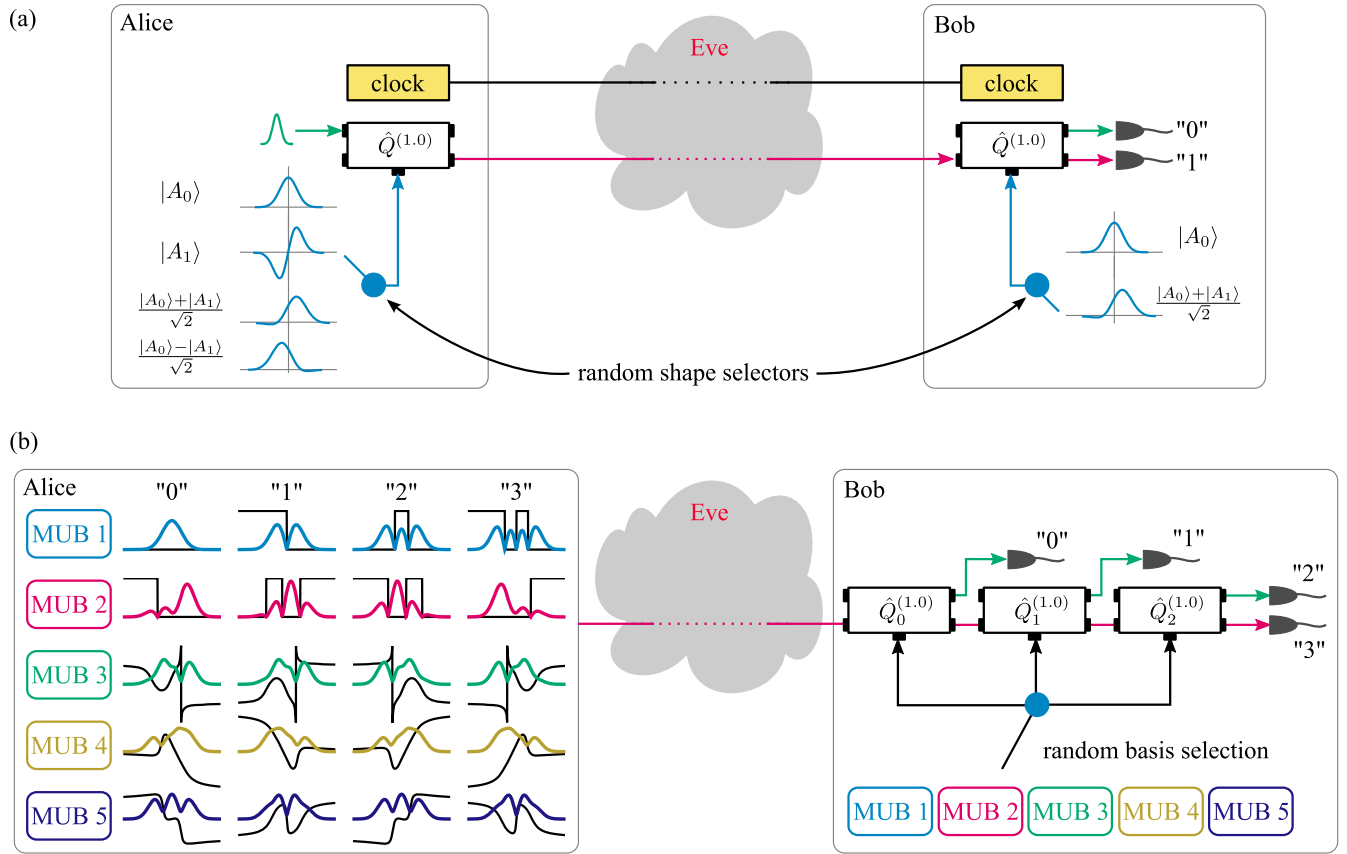 (a)
Alice
Bob
Eve
clock
clock
Q̂^(1.0)
Q̂^(1.0)
"0"
"1"
|A₀⟩
|A₁⟩
(|A₀⟩+|A₁⟩)/√2
(|A₀⟩−|A₁⟩)/√2
|A₀⟩
(|A₀⟩+|A₁⟩)/√2
random shape selectors
(b)
Alice
"0" "1" "2" "3"
MUB 1
MUB 2
MUB 3
MUB 4
MUB 5
Eve
Bob
"0"
"1"
"2"
"3"
Q̂₀^(1.0)
Q̂₁^(1.0)
Q̂₂^(1.0)
random basis selection
MUB 1 MUB 2 MUB 3 MUB 4 MUB 5